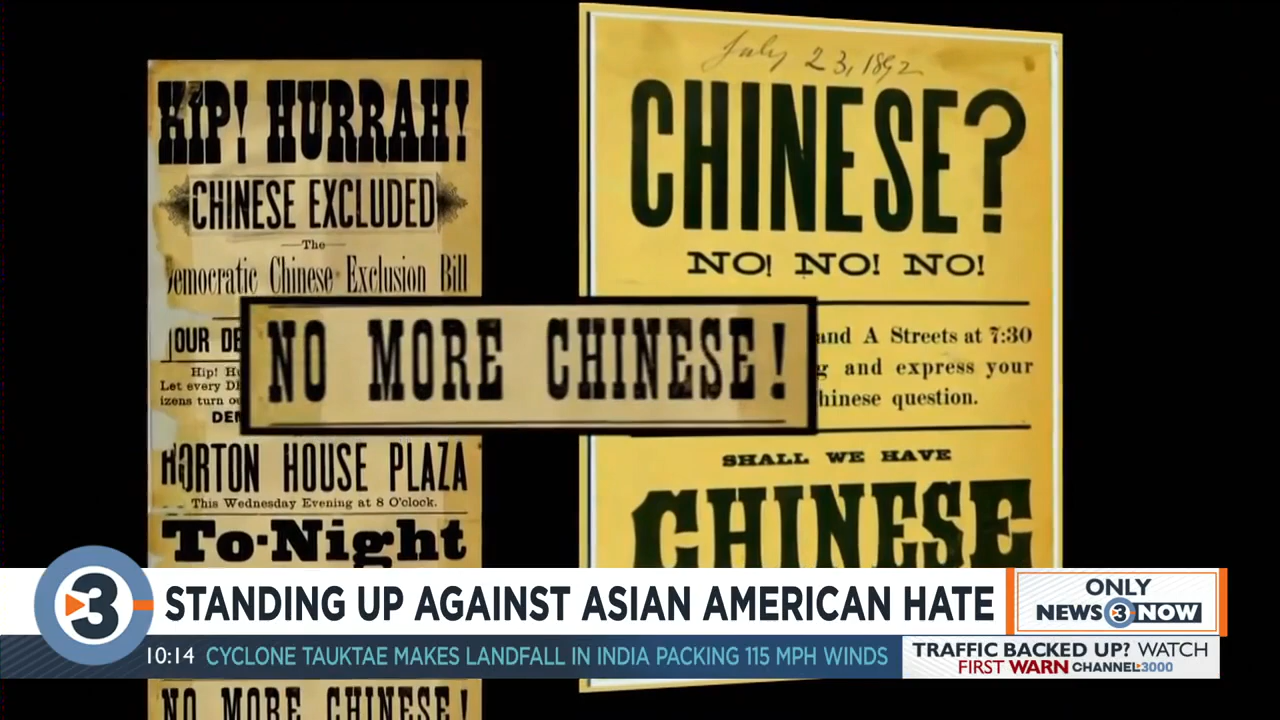 HIP! HURRAH!
CHINESE EXCLUDED
The
Democratic Chinese Exclusion Bill
OUR DE
Hip! Hu
Let every D
izens turn o
DEM
HORTON HOUSE PLAZA
This Wednesday Evening at 8 O'clock.
To-Night
NO MORE CHINESE!
NO MORE CHINESE!
July 23, 1892
CHINESE?
NO! NO! NO!
and A Streets at 7:30
g and express your
hinese question.
SHALL WE HAVE
CHINESE
3
STANDING UP AGAINST ASIAN AMERICAN HATE
ONLY
NEWS 3 NOW
10:14 CYCLONE TAUKTAE MAKES LANDFALL IN INDIA PACKING 115 MPH WINDS
TRAFFIC BACKED UP? WATCH
FIRST WARN CHANNEL3000